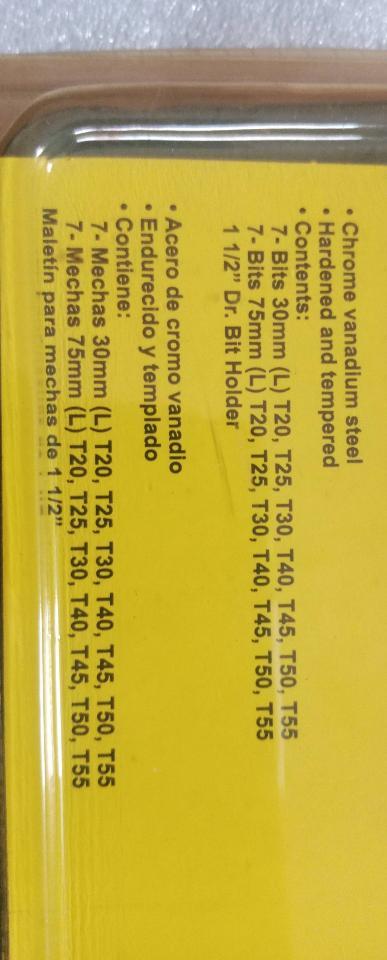 • Chrome vanadium steel
• Hardened and tempered
• Contents:
7- Bits 30mm (L) T20, T25, T30, T40, T45, T50, T55
7- Bits 75mm (L) T20, T25, T30, T40, T45, T50, T55
1 1/2" Dr. Bit Holder
• Acero de cromo vanadio
• Endurecido y templado
• Contiene:
7- Mechas 30mm (L) T20, T25, T30, T40, T45, T50, T55
7- Mechas 75mm (L) T20, T25, T30, T40, T45, T50, T55
Maletín para mechas de 1 1/2"